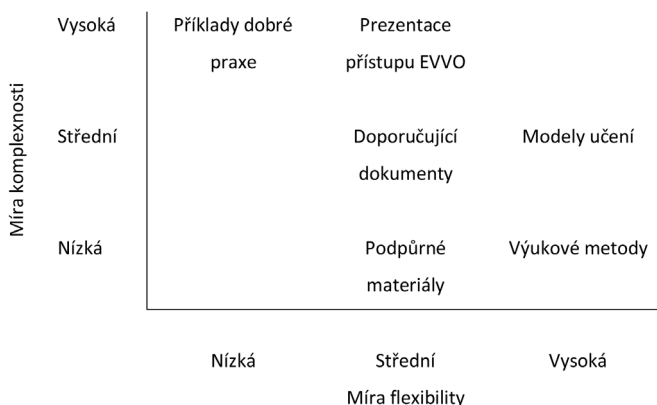 Vysoká Příklady dobré Prezentace
praxe přístupu EVVO
Míra komplexnosti
Střední Doporučující Modely učení
dokumenty
Nízká Podpůrné Výukové metody
materiály
Nízká Střední Vysoká
Míra flexibility